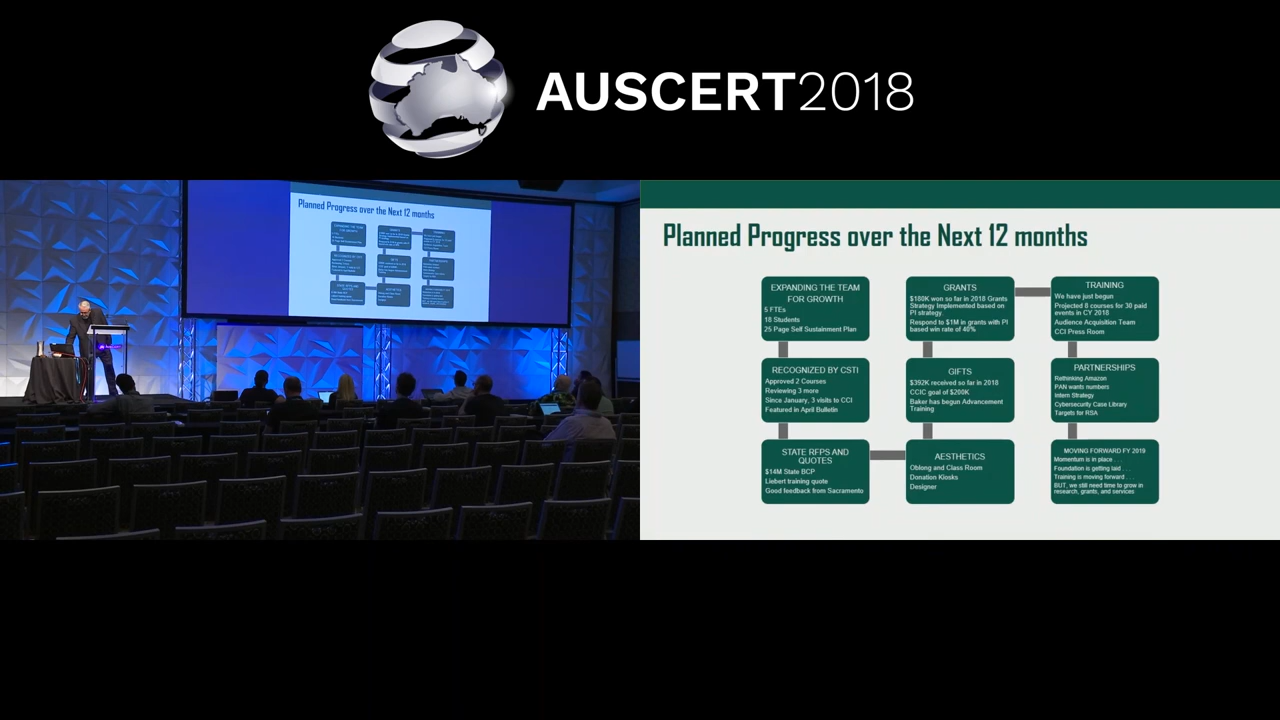 AUSCERT2018
Planned Progress over the Next 12 months
Planned Progress over the Next 12 months
EXPANDING THE TEAM
FOR GROWTH
5 FTEs
18 Students
25 Page Self Sustainment Plan
RECOGNIZED BY CSTI
Approved 2 Courses
Reviewing 3 more
Since January, 3 visits to CCI
Featured in April Bulletin
STATE RFPS AND
QUOTES
$14M State BCP
Liebert training quote
Good feedback from Sacramento
GRANTS
$180K won so far in 2018 Grants
Strategy Implemented based on
PI strategy
Respond to $1M in grants with PI
based win rate of 40%
GIFTS
$392K received so far in 2018
CCIC goal of $200K
Baker has begun Advancement
Training
AESTHETICS
Oblong and Class Room
Donation Kiosks
Designer
TRAINING
We have just begun
Projected 8 courses for 30 paid
events in CY 2018
Audience Acquisition Team
CCI Press Room
PARTNERSHIPS
Rethinking Amazon
PAN wants numbers
Intern Strategy
Cybersecurity Case Library
Targets for RSA
MOVING FORWARD FY 2019
Momentum is in place . . .
Foundation is getting laid . . .
Training is moving forward . . .
BUT, we still need time to grow in
research, grants, and services